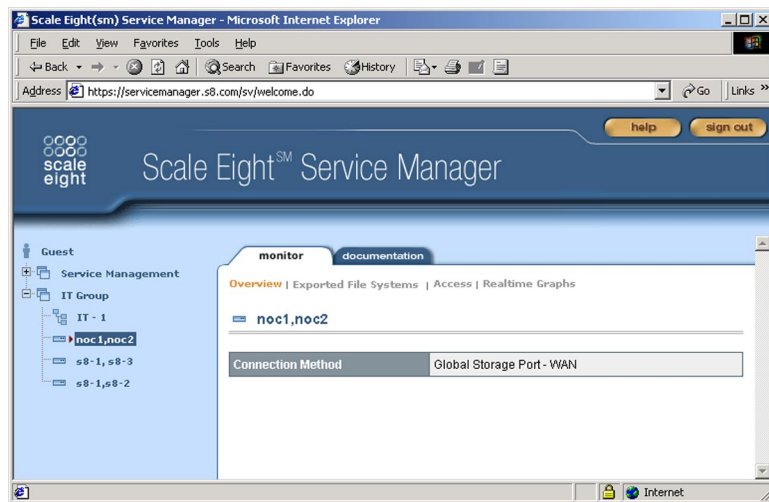 Scale Eight(sm) Service Manager - Microsoft Internet Explorer
File Edit View Favorites Tools Help
Back Search Favorites History
Address https://servicemanager.s8.com/sv/welcome.do Go Links »
help sign out
scale eight
Scale Eight℠ Service Manager
Guest
monitor documentation
Service Management
Overview | Exported File Systems | Access | Realtime Graphs
IT Group
IT - 1
noc1,noc2
noc1,noc2
s8-1, s8-3
Connection Method Global Storage Port - WAN
s8-1,s8-2
Internet